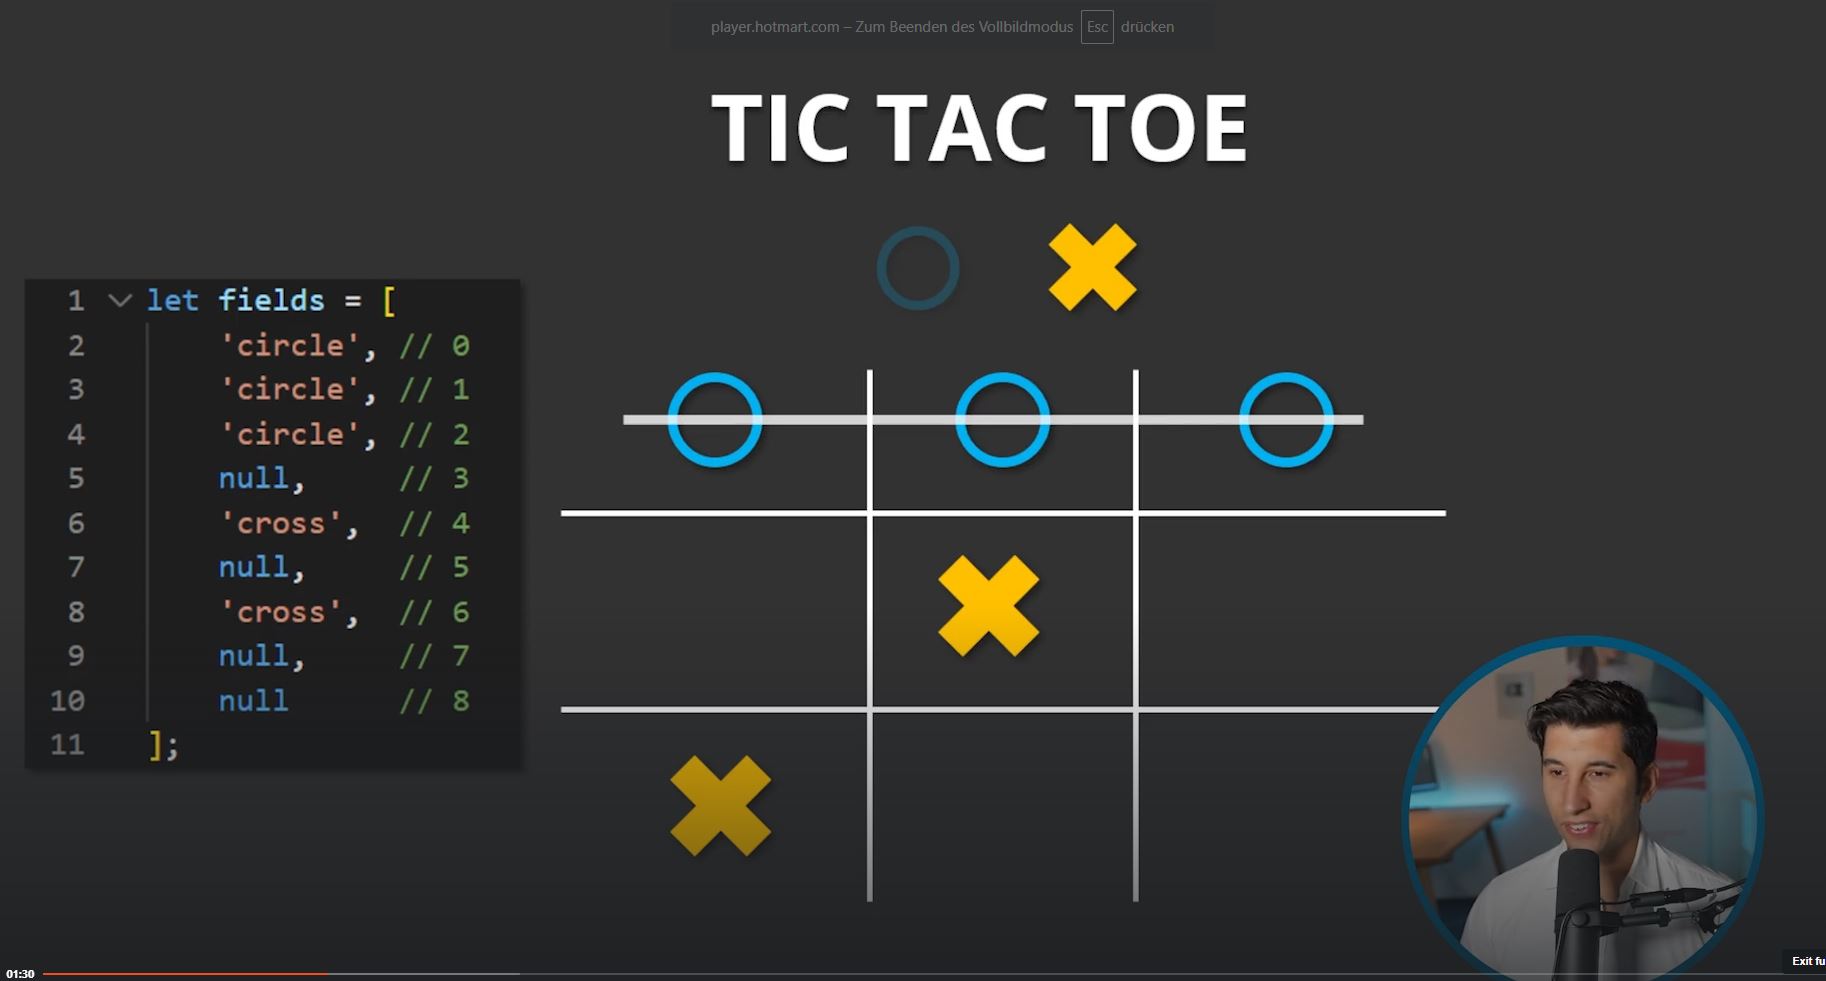 player.hotmart.com – Zum Beenden des Vollbildmodus Esc drücken
TIC TAC TOE
1 let fields = [
2 'circle', // 0
3 'circle', // 1
4 'circle', // 2
5 null, // 3
6 'cross', // 4
7 null, // 5
8 'cross', // 6
9 null, // 7
10 null // 8
11 ];
01:30
Exit fu